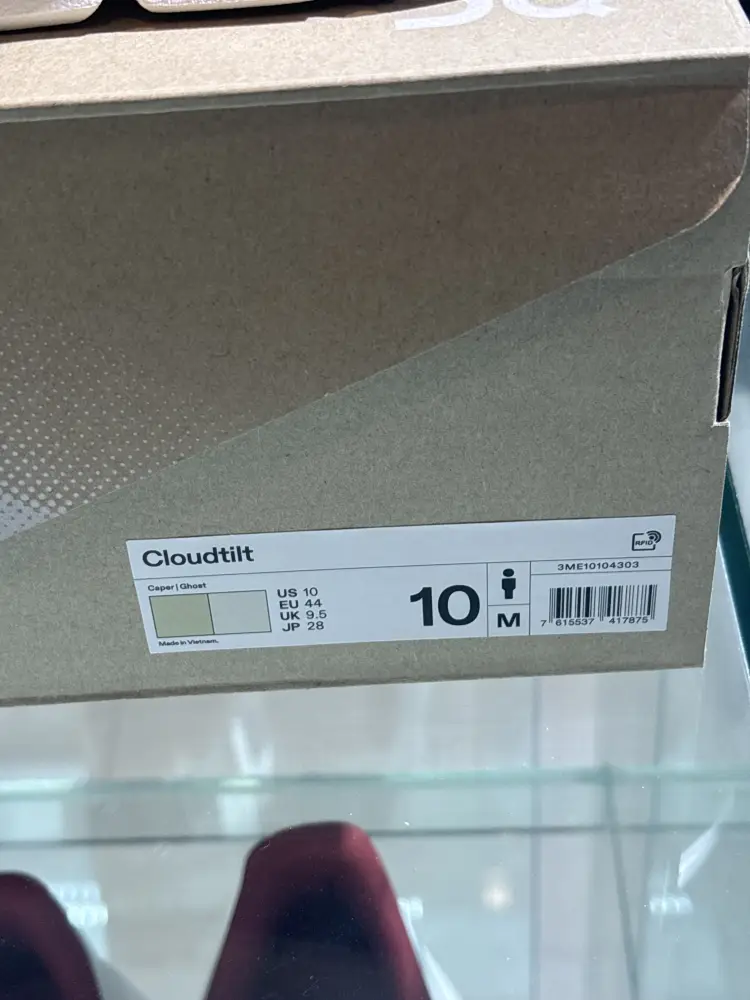 Cloudtilt
RFID
Caper | Ghost
Made in Vietnam.
US 10
EU 44
UK 9.5
JP 28
10
M
3ME10104303
7 615537 417875